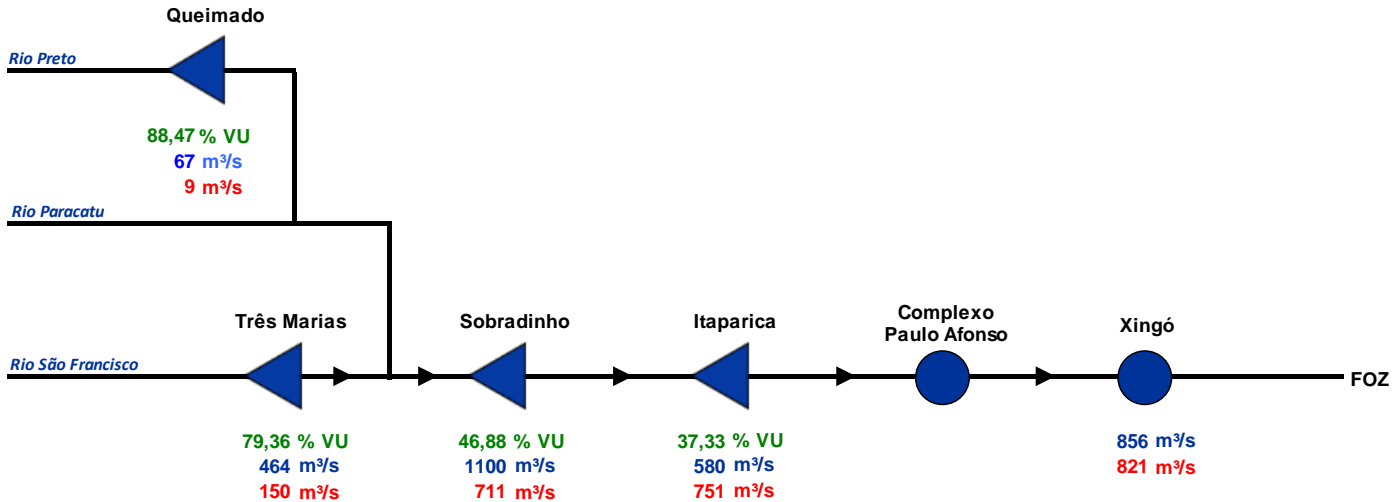 Queimado
Rio Preto
88,47 % VU
67 m³/s
9 m³/s
Rio Paracatu
Três Marias
Sobradinho
Itaparica
Complexo
Paulo Afonso
Xingó
Rio São Francisco
FOZ
79,36 % VU
464 m³/s
150 m³/s
46,88 % VU
1100 m³/s
711 m³/s
37,33 % VU
580 m³/s
751 m³/s
856 m³/s
821 m³/s